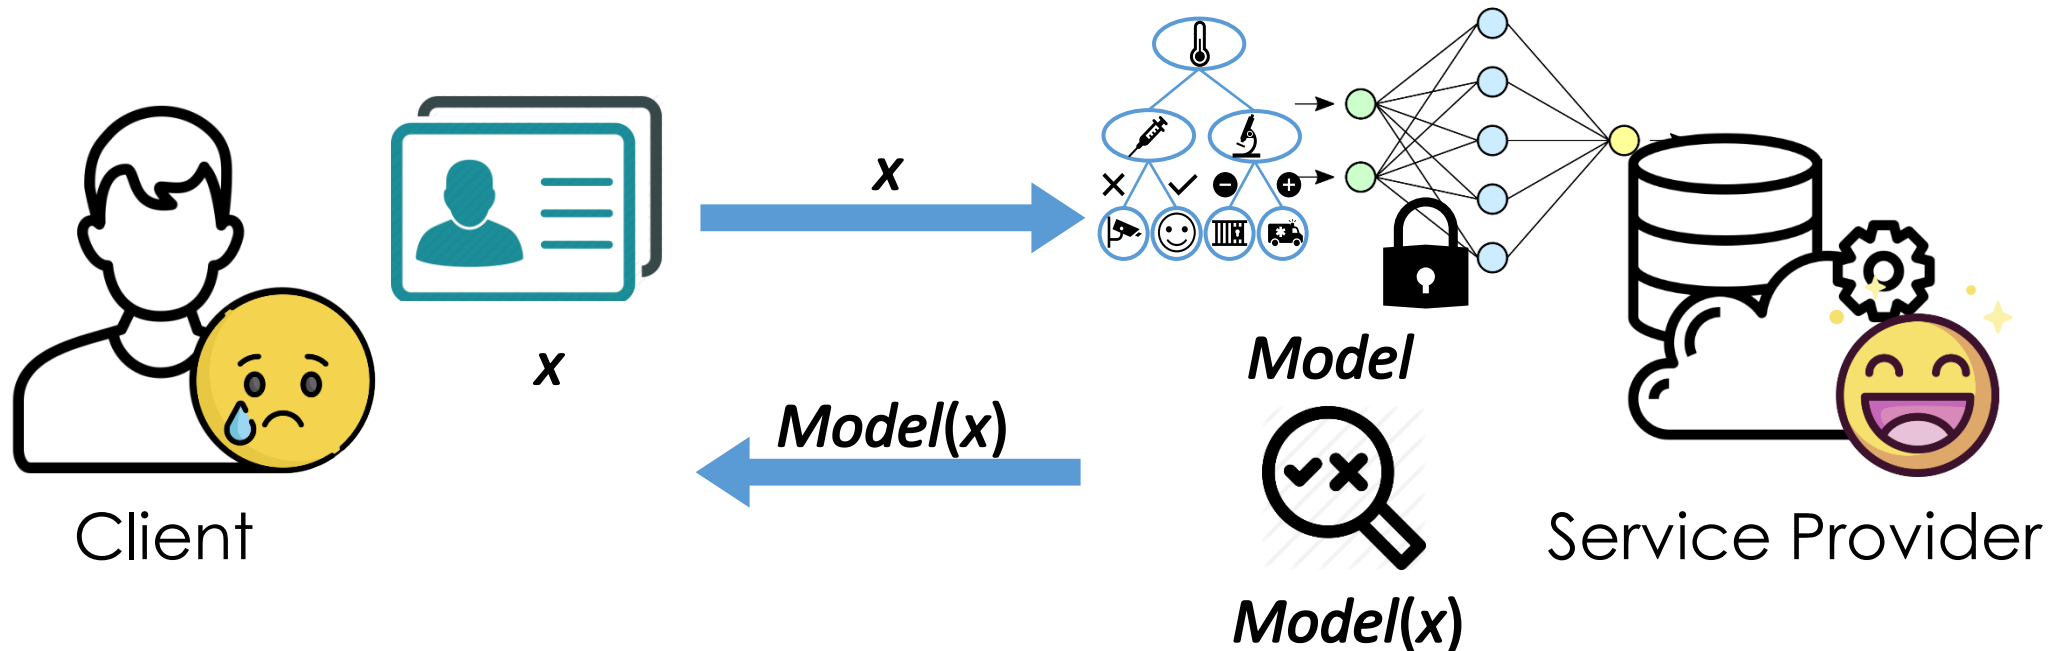 x
x
Model
Model(x)
Client
Service Provider
Model(x)